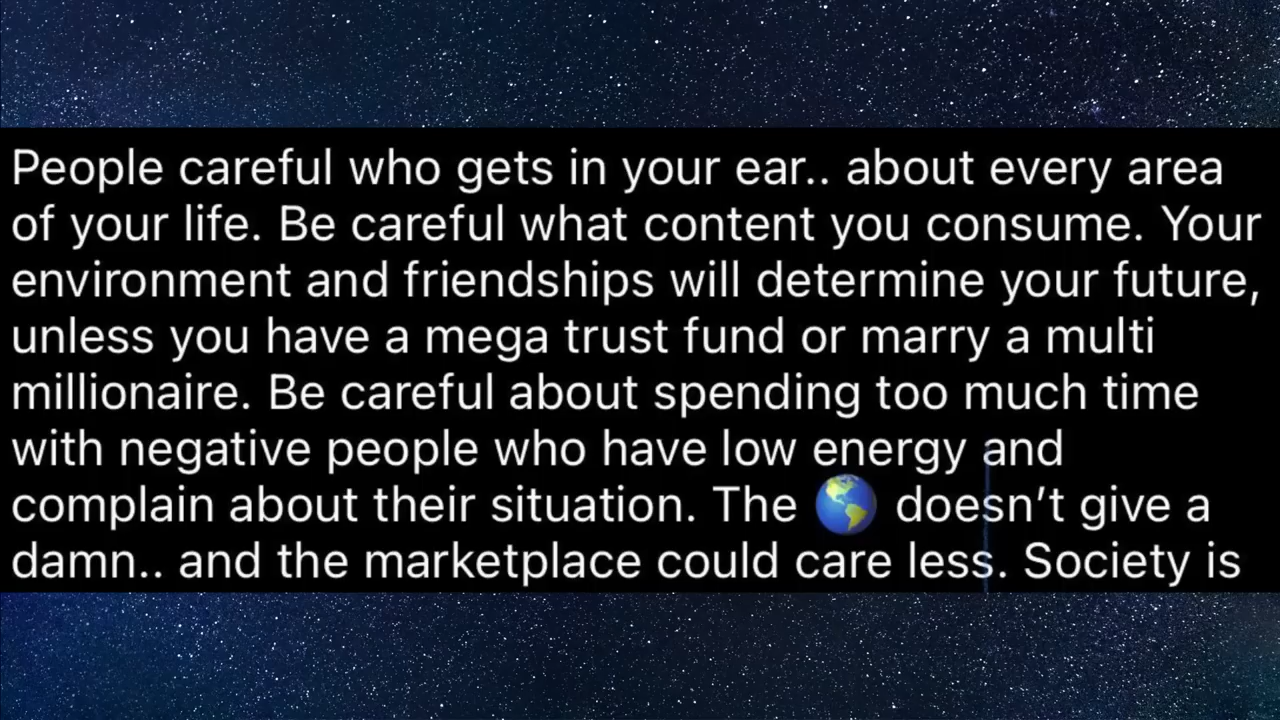 People careful who gets in your ear.. about every area
of your life. Be careful what content you consume. Your
environment and friendships will determine your future,
unless you have a mega trust fund or marry a multi
millionaire. Be careful about spending too much time
with negative people who have low energy and
complain about their situation. The 🌎 doesn’t give a
damn.. and the marketplace could care less. Society is